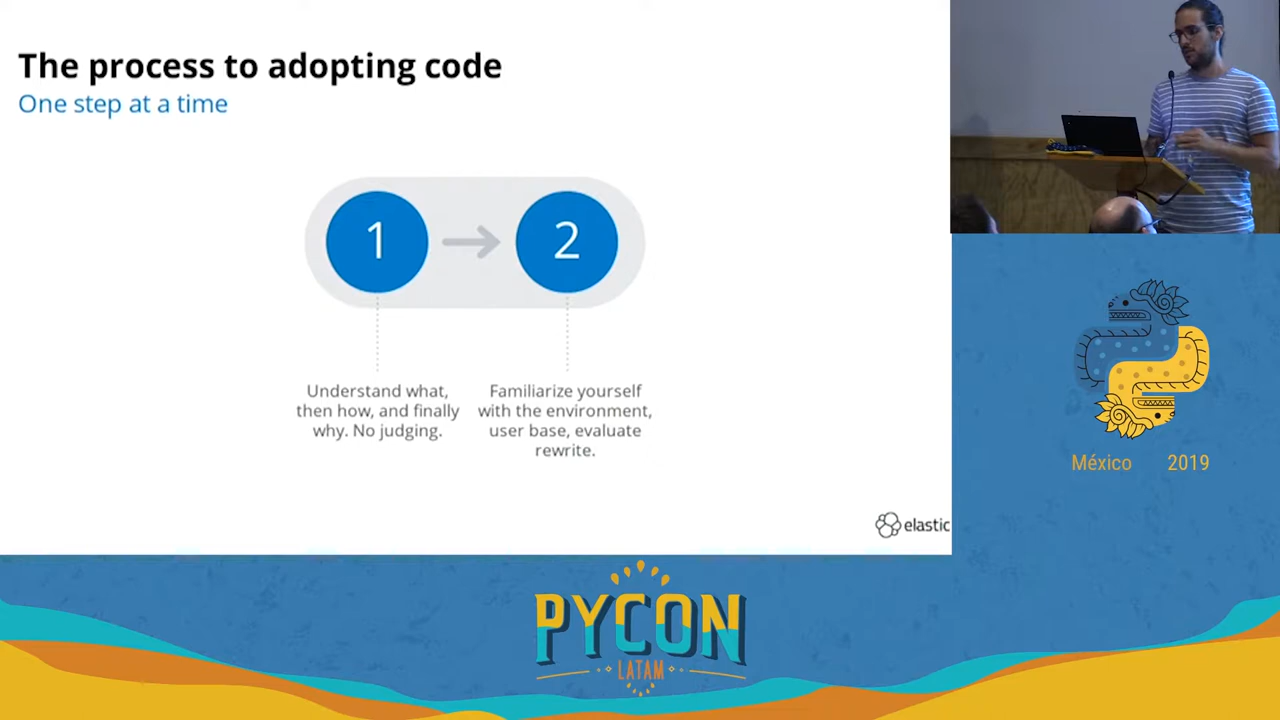 The process to adopting code
One step at a time
1
2
Understand what,
then how, and finally
why. No judging.
Familiarize yourself
with the environment,
user base, evaluate
rewrite.
elastic
México 2019
PYCON
LATAM